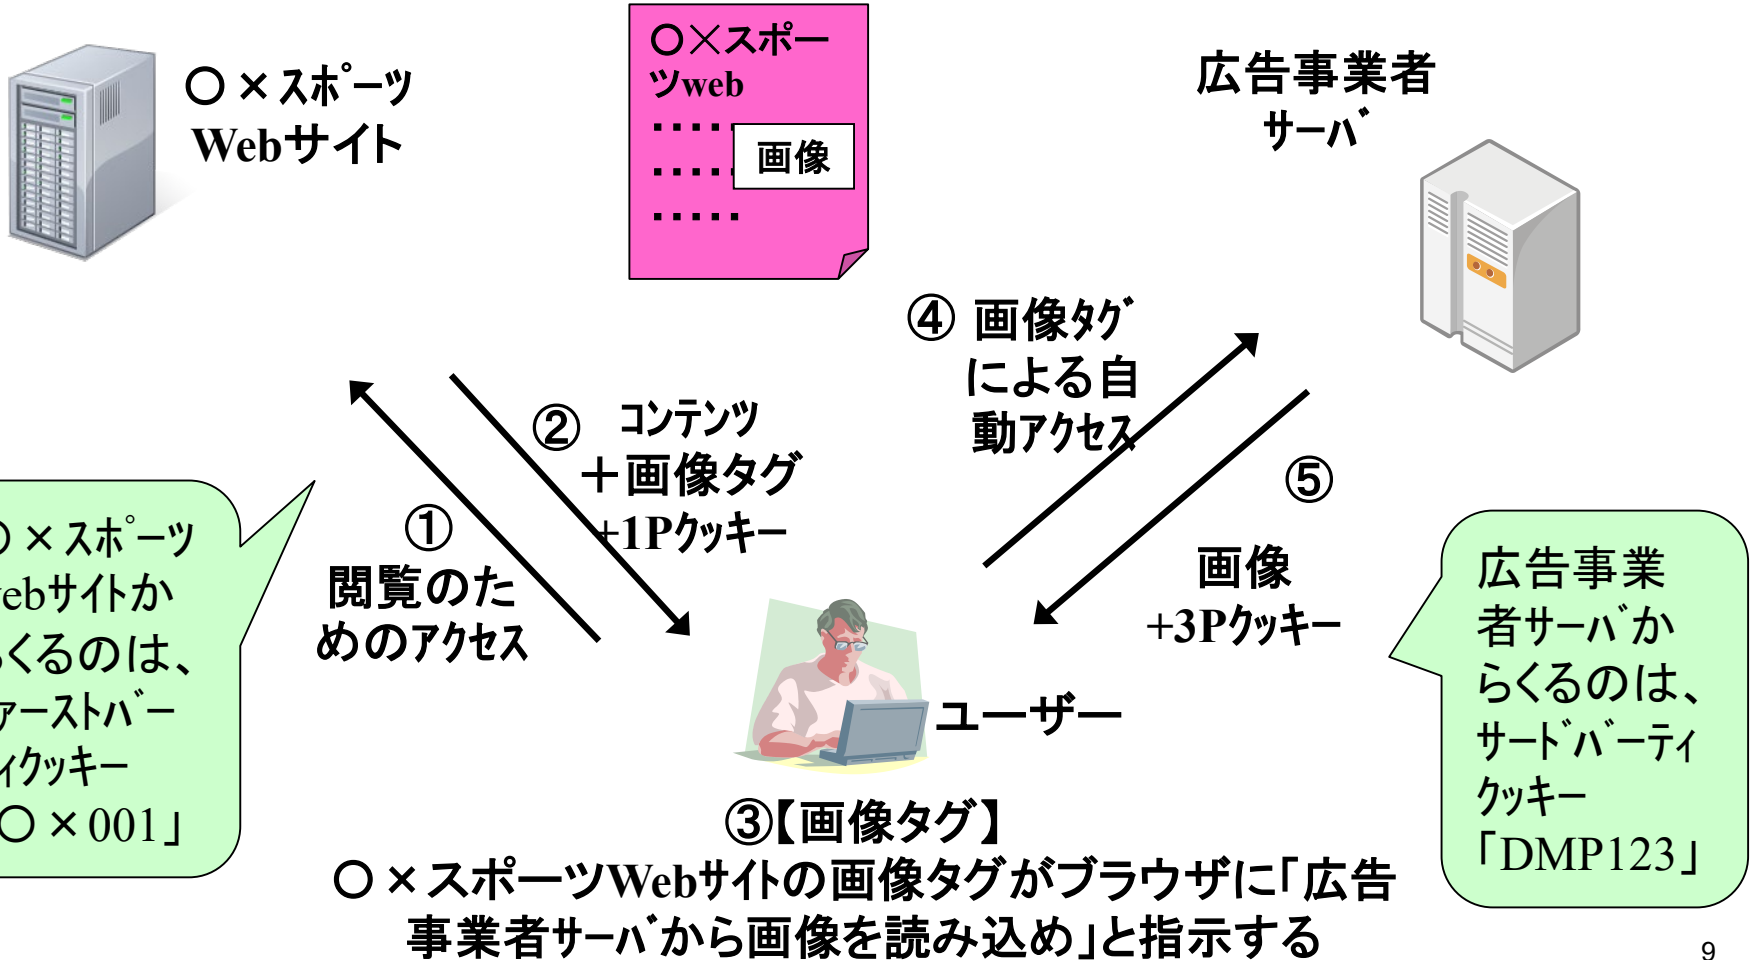 〇×スポーツ
Webサイト
〇×スポー
ツweb
・・・・・
・・・・・
・・・・・
画像
広告事業者
サーバ
④ 画像タグ
による自
動アクセス
② コンテンツ
＋画像タグ
+1Pクッキー
①
閲覧のた
めのアクセス
⑤
画像
+3Pクッキー
〇×スポーツ
webサイトか
らくるのは、
ファーストパー
ティクッキー
〇×001」
広告事業
者サーバか
らくるのは、
サードパーティ
クッキー
「DMP123」
ユーザー
③【画像タグ】
〇×スポーツWebサイトの画像タグがブラウザに「広告
事業者サーバから画像を読み込め」と指示する
9